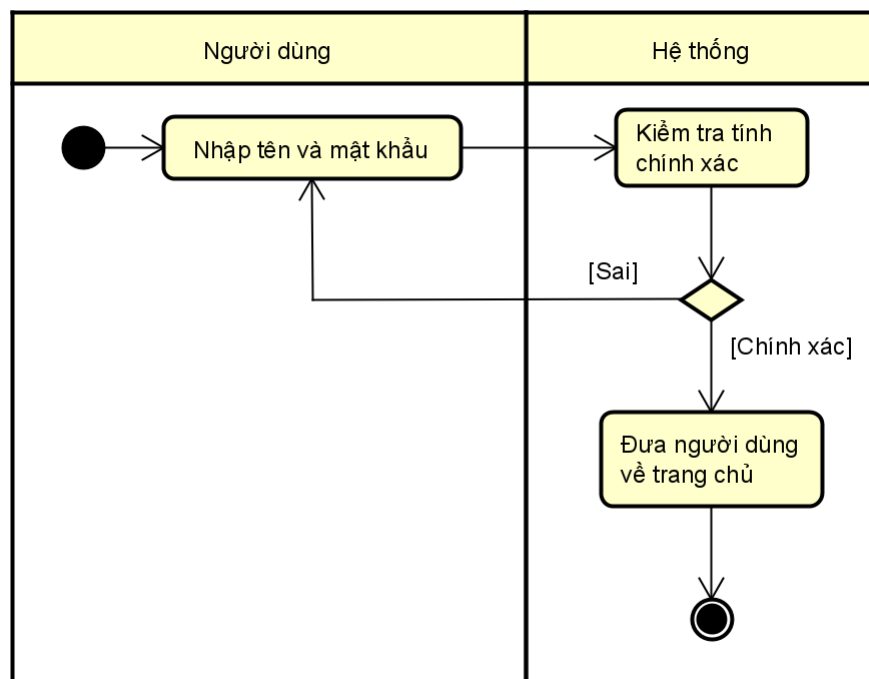 Người dùng
Hệ thống
Nhập tên và mật khẩu
Kiểm tra tính
chính xác
[Sai]
[Chính xác]
Đưa người dùng
về trang chủ